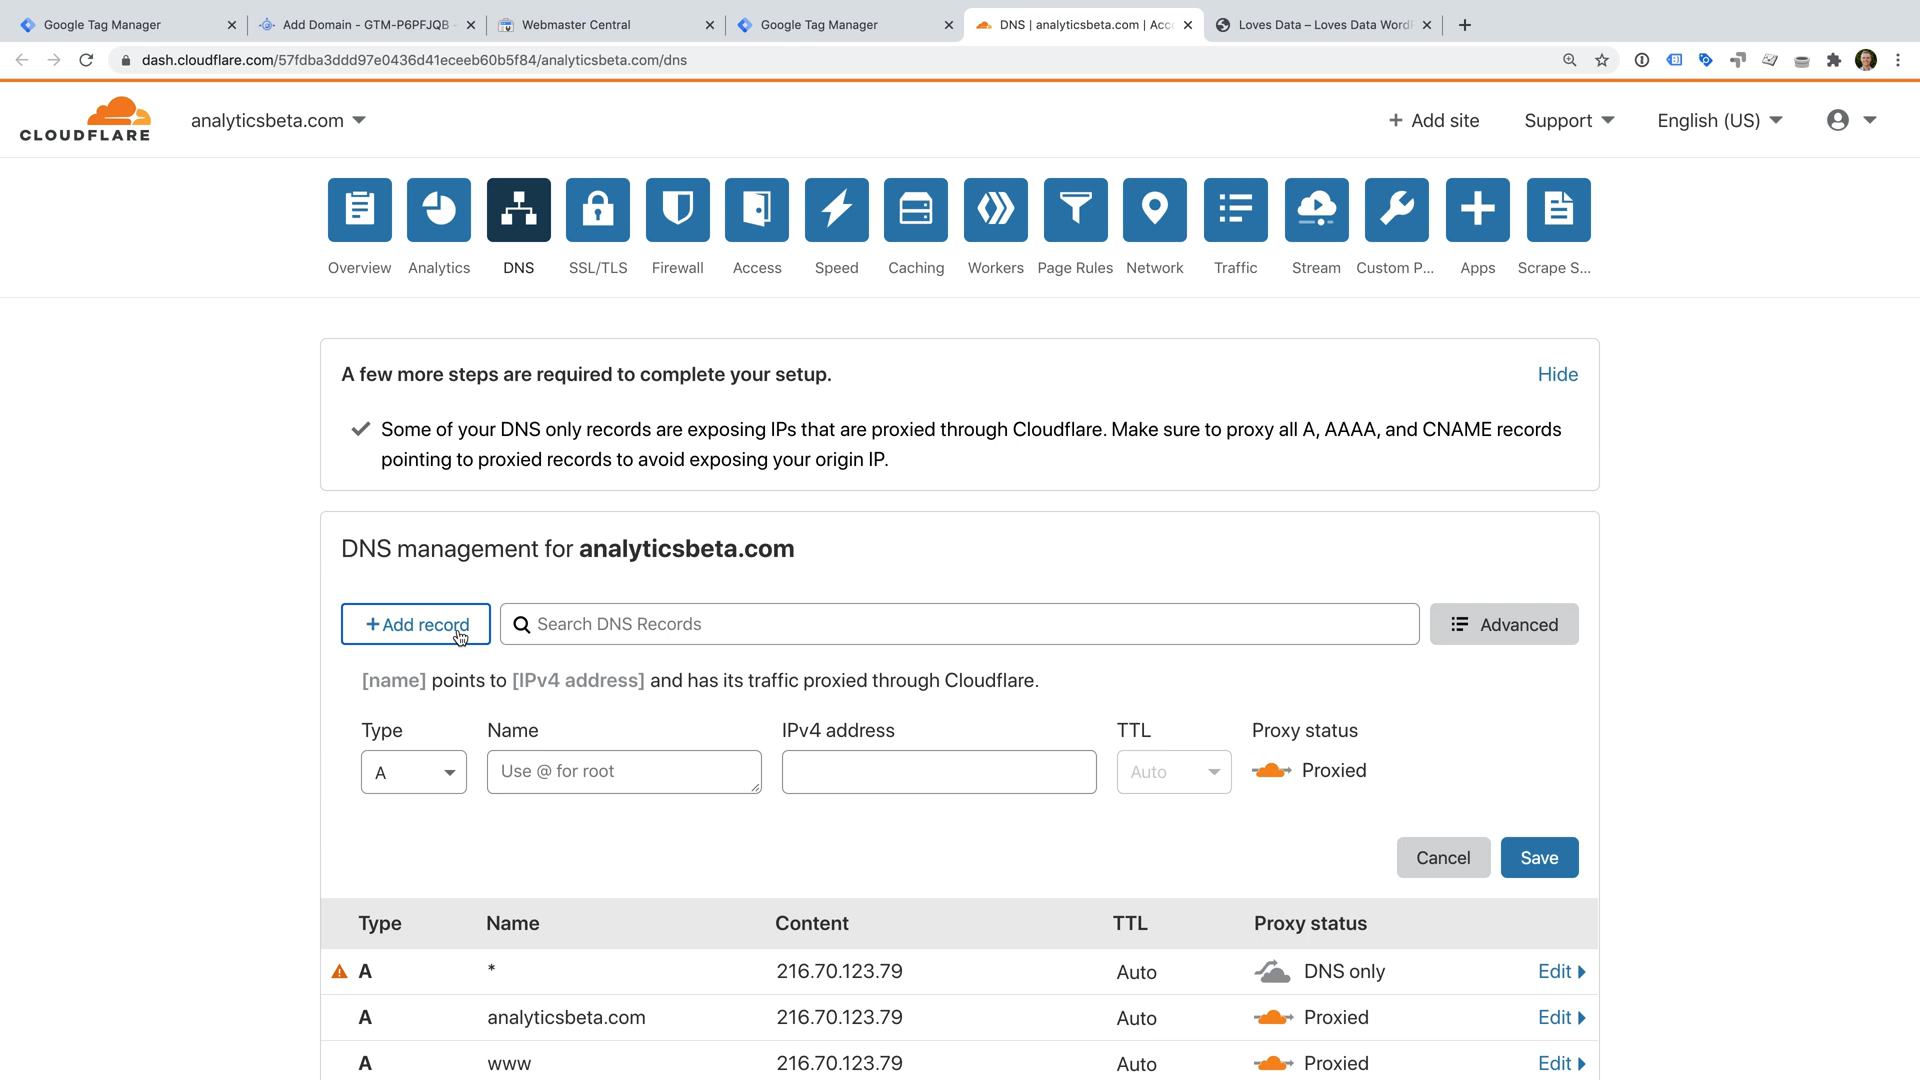 Google Tag Manager
Add Domain - GTM-P6PFJQB
Webmaster Central
Google Tag Manager
DNS | analyticsbeta.com | Acc
Loves Data – Loves Data WordP
dash.cloudflare.com/57fdba3ddd97e0436d41eceeb60b5f84/analyticsbeta.com/dns
CLOUDFLARE
analyticsbeta.com
+ Add site
Support
English (US)
Overview
Analytics
DNS
SSL/TLS
Firewall
Access
Speed
Caching
Workers
Page Rules
Network
Traffic
Stream
Custom P...
Apps
Scrape S...
A few more steps are required to complete your setup.
Hide
Some of your DNS only records are exposing IPs that are proxied through Cloudflare. Make sure to proxy all A, AAAA, and CNAME records
pointing to proxied records to avoid exposing your origin IP.
DNS management for analyticsbeta.com
+ Add record
Search DNS Records
Advanced
[name] points to [IPv4 address] and has its traffic proxied through Cloudflare.
Type Name IPv4 address TTL Proxy status
A Use @ for root Auto Proxied
Cancel
Save
Type Name Content TTL Proxy status
A * 216.70.123.79 Auto DNS only Edit
A analyticsbeta.com 216.70.123.79 Auto Proxied Edit
A www 216.70.123.79 Auto Proxied Edit